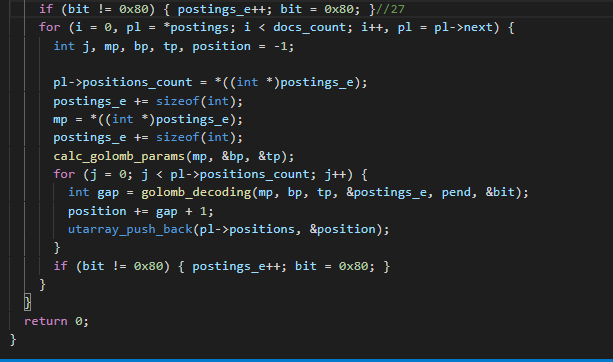 if (bit != 0x80) { postings_e++; bit = 0x80; }//27
for (i = 0, pl = *postings; i < docs_count; i++, pl = pl->next) {
int j, mp, bp, tp, position = -1;
pl->positions_count = *((int *)postings_e);
postings_e += sizeof(int);
mp = *((int *)postings_e);
postings_e += sizeof(int);
calc_golomb_params(mp, &bp, &tp);
for (j = 0; j < pl->positions_count; j++) {
int gap = golomb_decoding(mp, bp, tp, &postings_e, pend, &bit);
position += gap + 1;
utarray_push_back(pl->positions, &position);
}
if (bit != 0x80) { postings_e++; bit = 0x80; }
}
}
return 0;
}